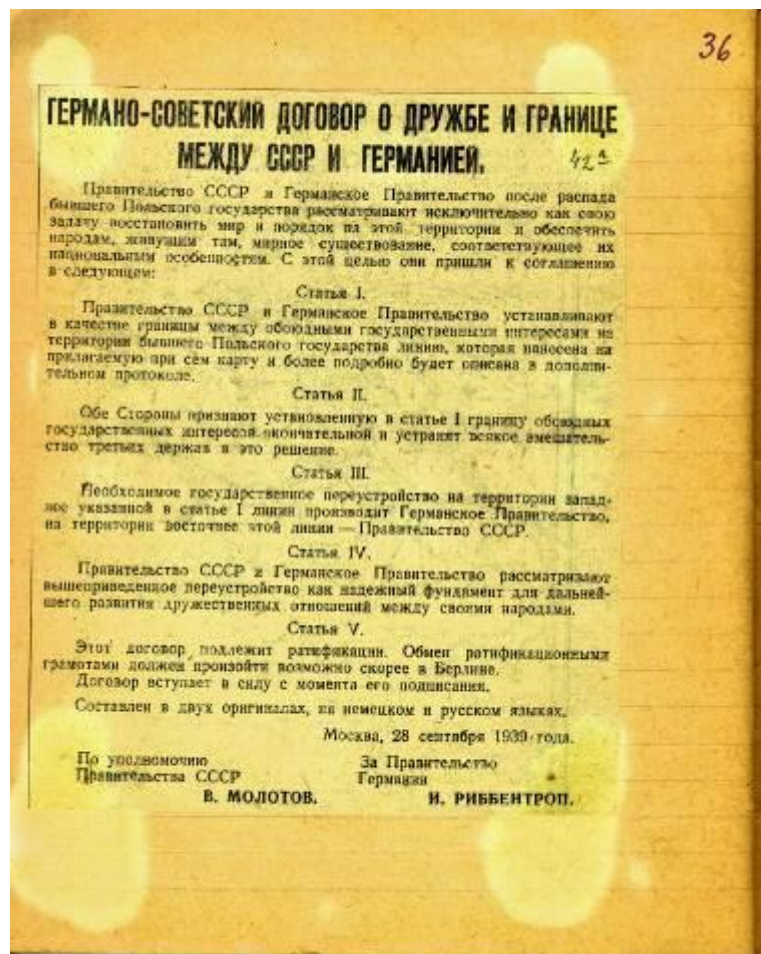 36
ГЕРМАНО-СОВЕТСКИЙ ДОГОВОР О ДРУЖБЕ И ГРАНИЦЕ
МЕЖДУ СССР И ГЕРМАНИЕЙ.
42а
Правительство СССР и Германское Правительство после распада
бывшего Польского государства рассматривают исключительно как свою
задачу восстановить мир и порядок на этой территории и обеспечить
народам, живущим там, мирное существование, соответствующее их
национальным особенностям. С этой целью они пришли к соглашению
в следующем:
Статья I.
Правительство СССР и Германское Правительство устанавливают
в качестве границы между обоюдными государственными интересами на
территории бывшего Польского государства линию, которая нанесена на
прилагаемую при сем карту и более подробно будет описана в дополни-
тельном протоколе.
Статья II.
Обе Стороны признают установленную в статье I границу обоюдных
государственных интересов окончательной и устранят всякое вмешатель-
ство третьих держав в это решение.
Статья III.
Необходимое государственное переустройство на территории запад-
нее указанной в статье I линии производит Германское Правительство,
на территории восточнее этой линии — Правительство СССР.
Статья IV.
Правительство СССР и Германское Правительство рассматривают
вышеприведенное переустройство как надежный фундамент для дальней-
шего развития дружественных отношений между своими народами.
Статья V.
Этот договор подлежит ратификации. Обмен ратификационными
грамотами должен произойти возможно скорее в Берлине.
Договор вступает в силу с момента его подписания.
Составлен в двух оригиналах, на немецком и русском языках.
Москва, 28 сентября 1939 года.
По уполномочию За Правительство
Правительства СССР Германии
В. МОЛОТОВ. И. РИББЕНТРОП.